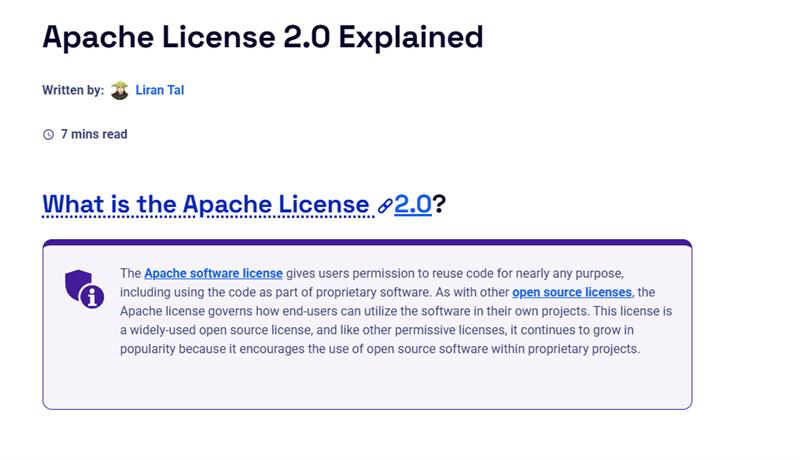 Apache License 2.0 Explained
Written by: Liran Tal
7 mins read
What is the Apache License 2.0?
The Apache software license gives users permission to reuse code for nearly any purpose,
including using the code as part of proprietary software. As with other open source licenses, the
Apache license governs how end-users can utilize the software in their own projects. This license is
a widely-used open source license, and like other permissive licenses, it continues to grow in
popularity because it encourages the use of open source software within proprietary projects.